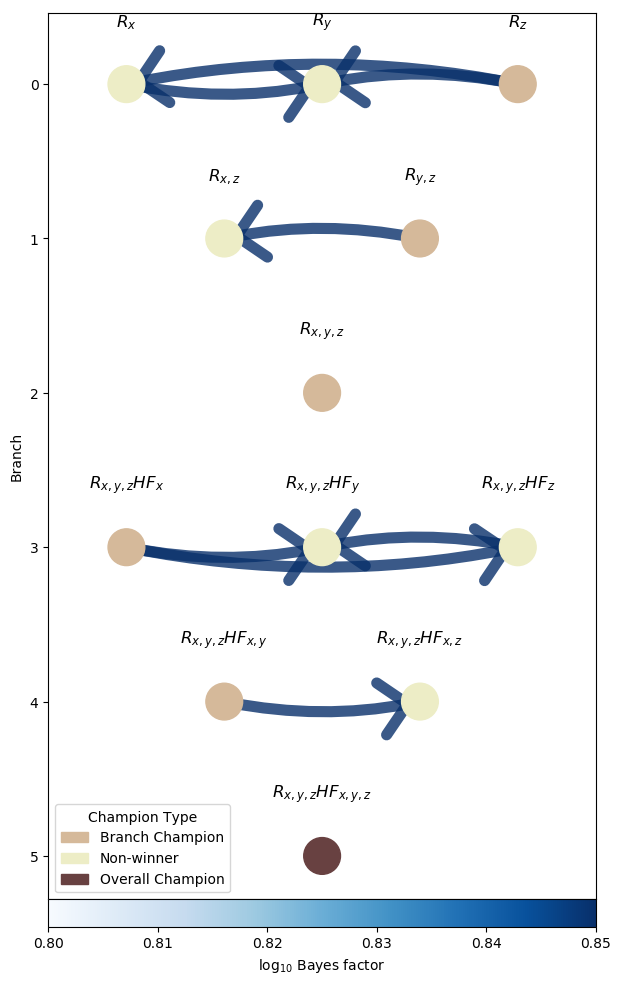 R_x R_y R_z
0
R_{x,z} R_{y,z}
1
R_{x,y,z}
2
Branch
R_{x,y,z}HF_x R_{x,y,z}HF_y R_{x,y,z}HF_z
3
R_{x,y,z}HF_{x,y} R_{x,y,z}HF_{x,z}
4
R_{x,y,z}HF_{x,y,z}
Champion Type
Branch Champion
Non-winner
Overall Champion
5
0.80 0.81 0.82 0.83 0.84 0.85
log_{10} Bayes factor